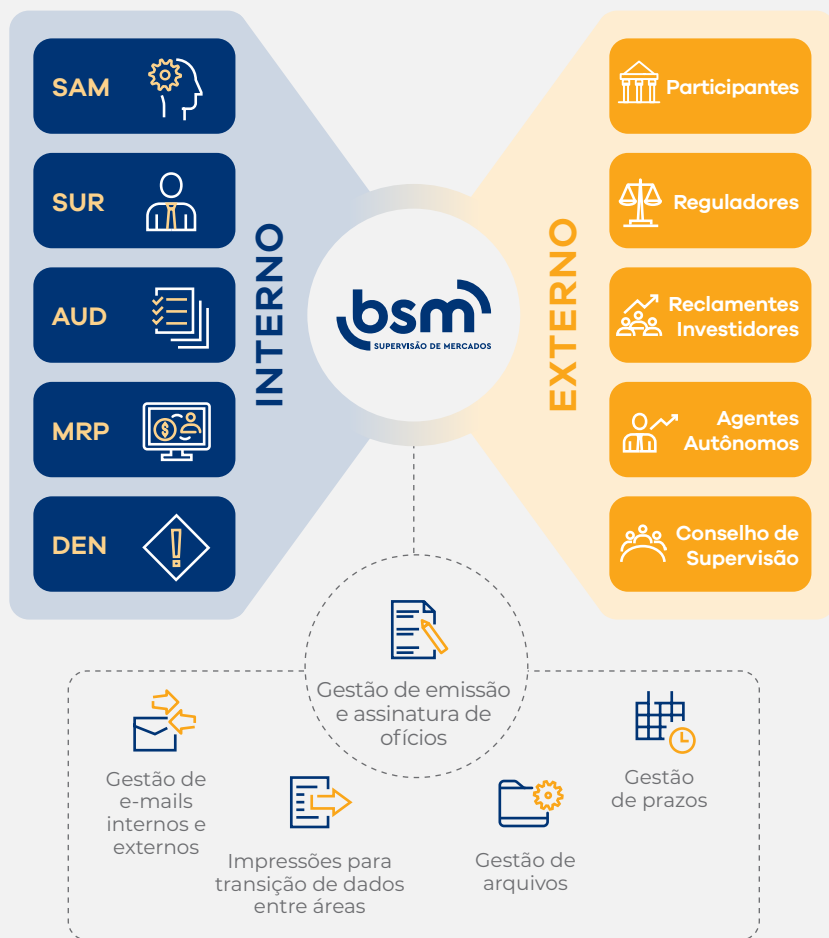 SAM
SUR
AUD
MRP
DEN
INTERNO
bsm
SUPERVISÃO DE MERCADOS
EXTERNO
Participantes
Reguladores
Reclamentes
Investidores
Agentes
Autônomos
Conselho de
Supervisão
Gestão de emissão
e assinatura de
ofícios
Gestão de
e-mails
internos e
externos
Impressões para
transição de dados
entre áreas
Gestão de
arquivos
Gestão
de prazos